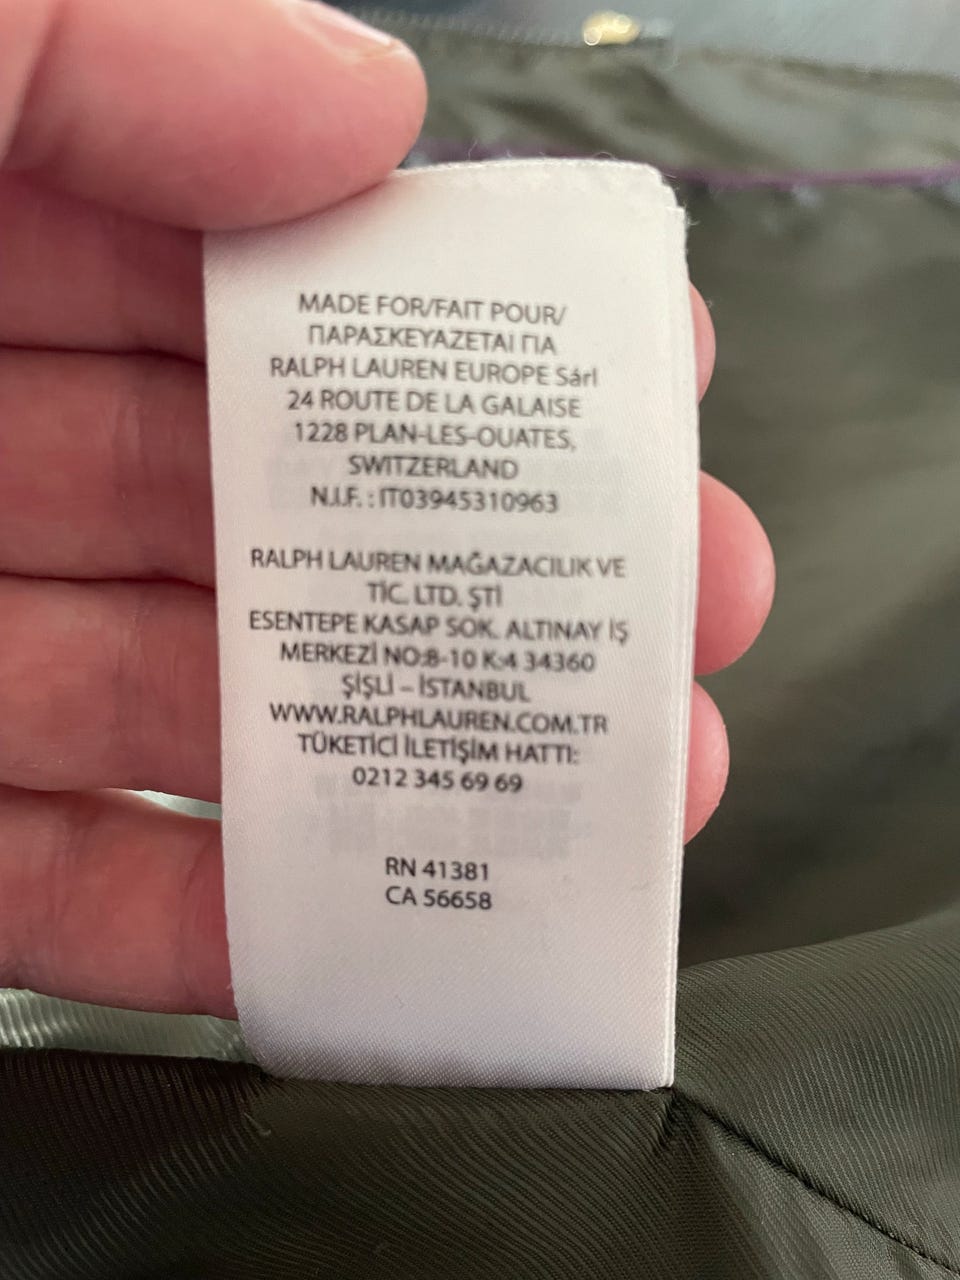 MADE FOR/FAIT POUR/
ΠΑΡΑΣΚΕΥΑΖΕΤΑΙ ΓΙΑ
RALPH LAUREN EUROPE Sárl
24 ROUTE DE LA GALAISE
1228 PLAN-LES-OUATES,
SWITZERLAND
N.I.F. : IT03945310963
RALPH LAUREN MAĞAZACILIK VE
TİC. LTD. ŞTİ
ESENTEPE KASAP SOK. ALTINAY İŞ
MERKEZİ NO:8-10 K:4 34360
ŞİŞLİ – İSTANBUL
WWW.RALPHLAUREN.COM.TR
TÜKETİCİ İLETİŞİM HATTI:
0212 345 69 69
RN 41381
CA 56658